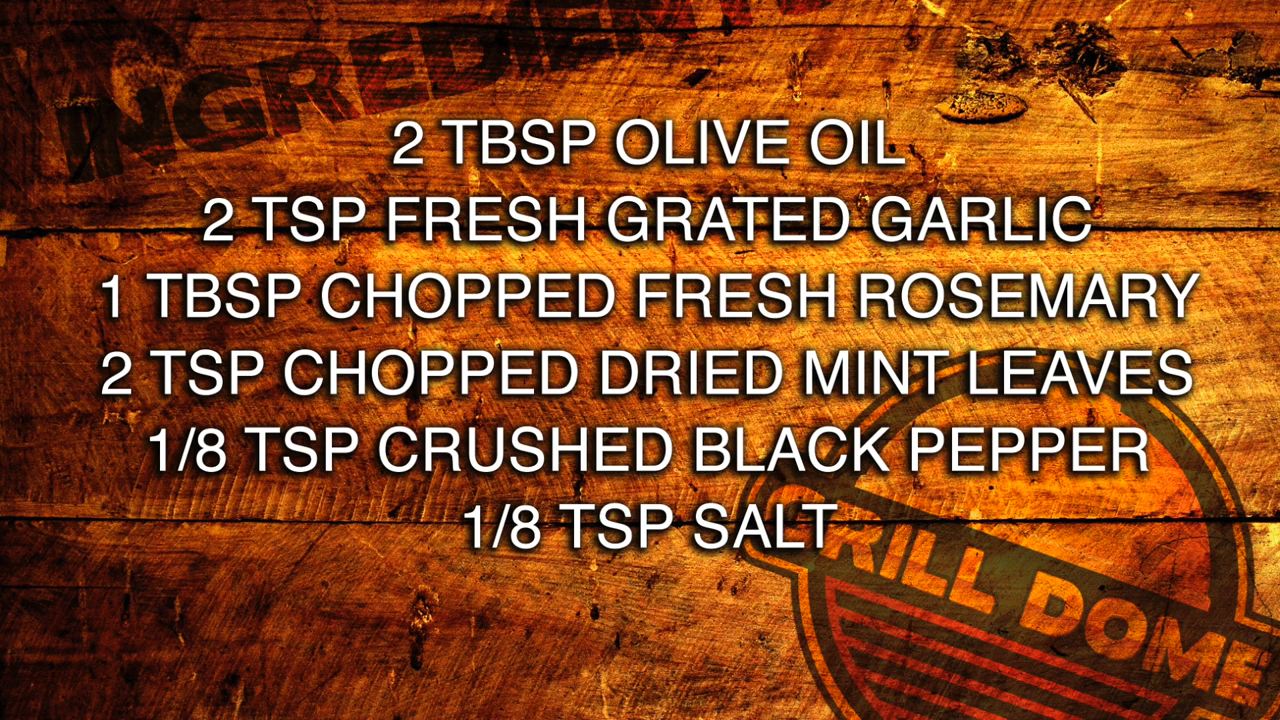 INGREDIENTS
2 TBSP OLIVE OIL
2 TSP FRESH GRATED GARLIC
1 TBSP CHOPPED FRESH ROSEMARY
2 TSP CHOPPED DRIED MINT LEAVES
1/8 TSP CRUSHED BLACK PEPPER
1/8 TSP SALT
GRILL DOME